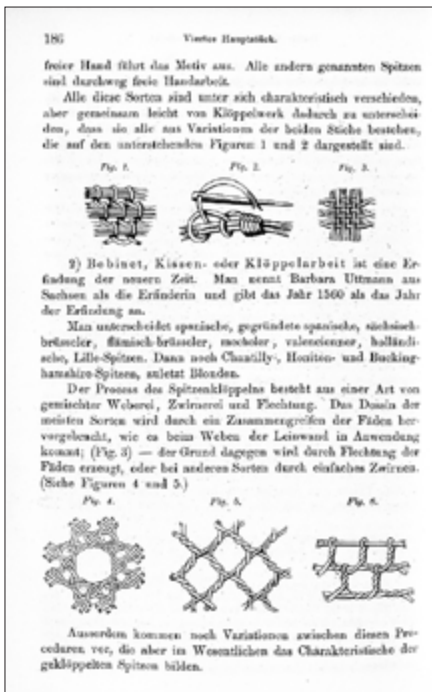 186
Viertes Hauptstück.
freier Hand führt das Motiv aus. Alle andern genannten Spitzen
sind durchweg freie Handarbeit.
Alle diese Sorten sind unter sich charakteristisch verschieden,
aber gemeinsam leicht von Klöppelwerk dadurch zu unterschei-
den, dass sie alle aus Variationen der beiden Stiche bestehen,
die auf den untenstehenden Figuren 1 und 2 dargestellt sind.
Fig. 1. Fig. 2. Fig. 3.
2) Bobinet, Kissen- oder Klöppelarbeit ist eine Er-
findung der neuern Zeit. Man nennt Barbara Uttmann aus
Sachsen als die Erfinderin und gibt das Jahr 1560 als das Jahr
der Erfindung an.
Man unterscheidet spanische, gegründete spanische, sächsisch-
brüsseler, flämisch-brüsseler, mechler, valencienner, holländi-
sche, Lille-Spitzen. Dann noch Chantilly-, Honiton- und Bucking-
hamshire-Spitzen, zuletzt Blonden.
Der Process des Spitzenklöppelns besteht aus einer Art von
gemischter Weberei, Zwirnerei und Flechtung. Das Dessin der
meisten Sorten wird durch ein Zusammengreifen der Fäden her-
vorgebracht, wie es beim Weben der Leinwand in Anwendung
kommt; (Fig. 3) — der Grund dagegen wird durch Flechtung der
Fäden erzeugt, oder bei anderen Sorten durch einfaches Zwirnen.
(Siehe Figuren 4 und 5.)
Fig. 4. Fig. 5. Fig. 6.
Ausserdem kommen noch Variationen zwischen diesen Pro-
ceduren vor, die aber im Wesentlichen das Charakteristische der
geklöppelten Spitzen bilden.